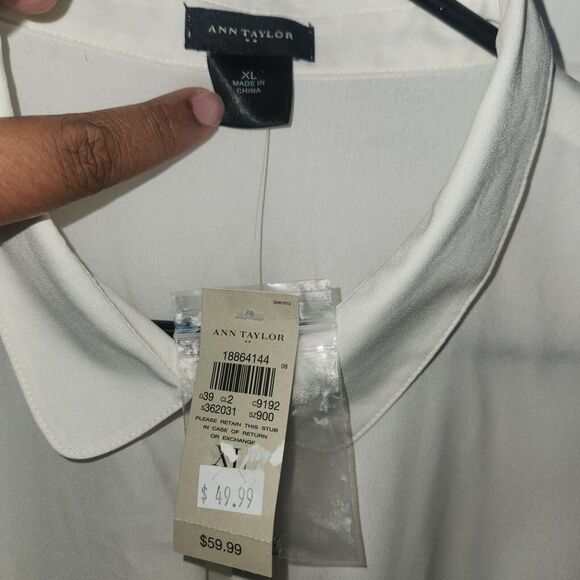 ANN TAYLOR
XL
MADE IN
CHINA
CHK1012
ANN TAYLOR
18864144
08
D39 CL2 C9192
S362031 SZ900
PLEASE RETAIN THIS STUB
IN CASE OF RETURN
OR EXCHANGE
$ 49.99
$59.99